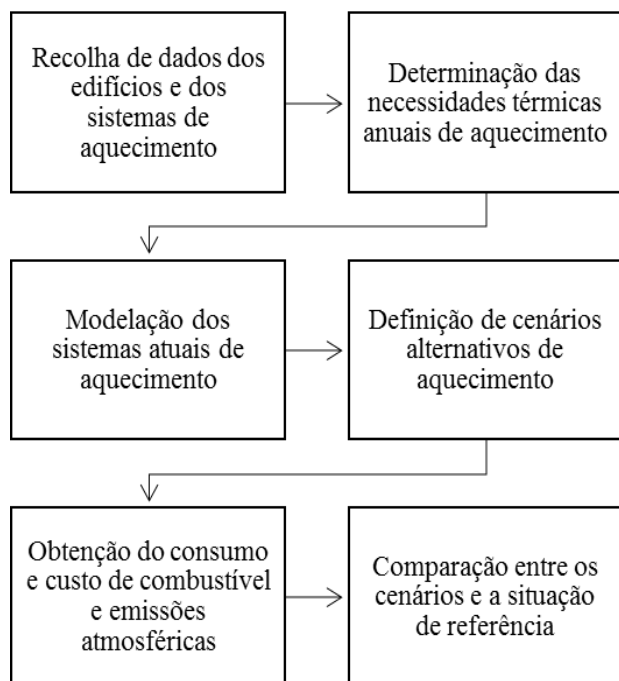 Recolha de dados dos
edifícios e dos
sistemas de
aquecimento
Determinação das
necessidades térmicas
anuais de aquecimento
Modelação dos
sistemas atuais de
aquecimento
Definição de cenários
alternativos de
aquecimento
Obtenção do consumo
e custo de combustível
e emissões
atmosféricas
Comparação entre os
cenários e a situação
de referência